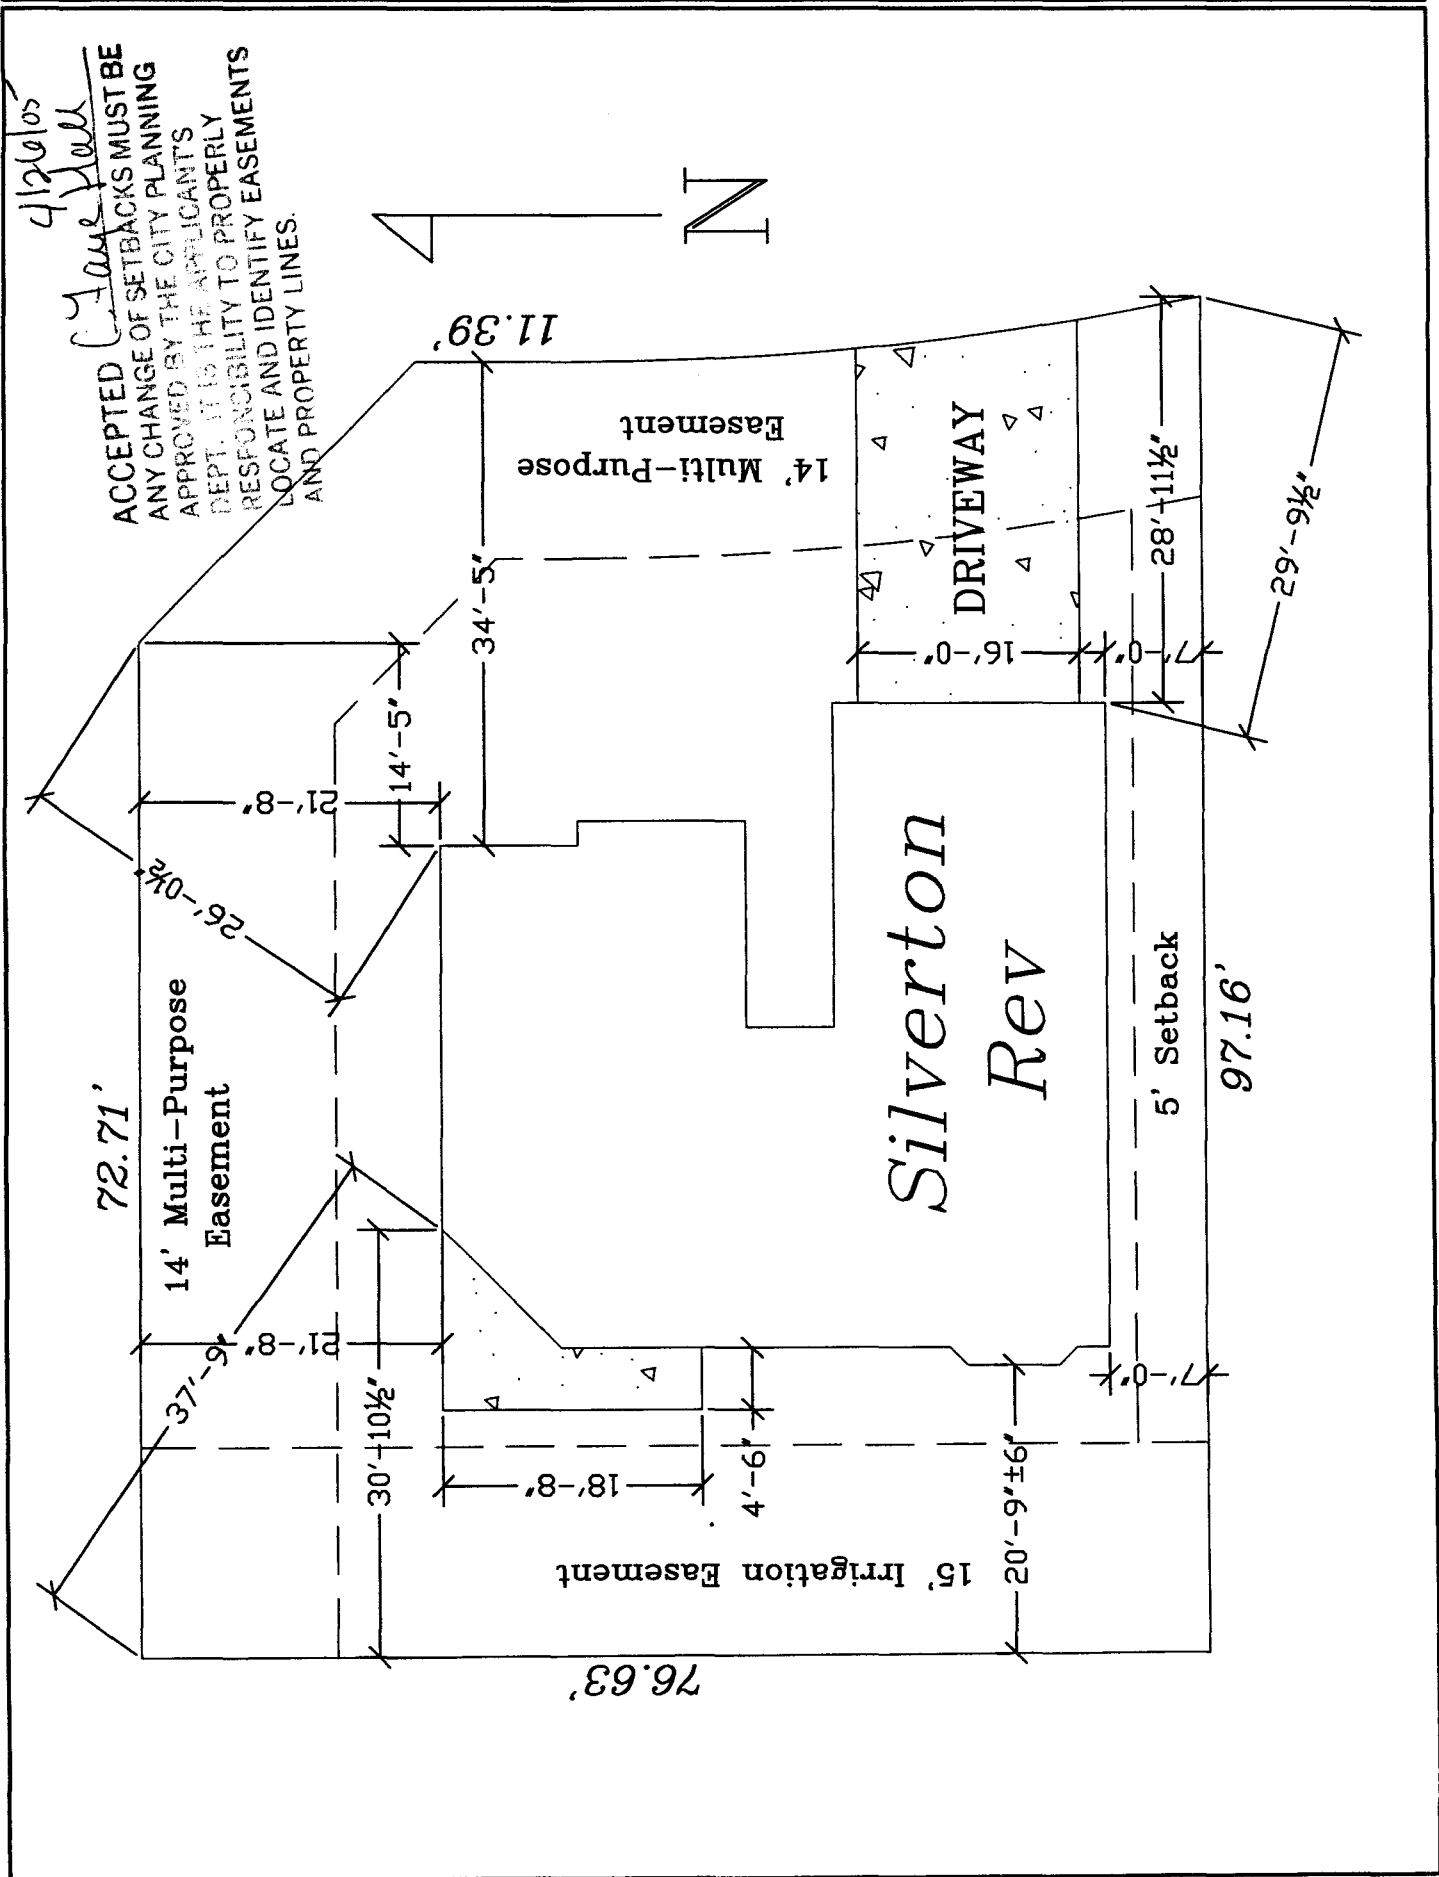 4/26/05
ACCEPTED C. Faye Hall
ANY CHANGE OF SETBACKS MUST BE
APPROVED BY THE CITY PLANNING
DEPT. IT IS THE APPLICANT'S
RESPONSIBILITY TO PROPERLY
LOCATE AND IDENTIFY EASEMENTS
AND PROPERTY LINES.
N
72.71'
14' Multi-Purpose
Easement
37'-9"
21'-8"
30'-10½"
26'-0½"
21'-8"
14'-5"
34'-5"
11.39'
14' Multi-Purpose
Easement
DRIVEWAY
16'-0"
7'-0"
28'-11½"
29'-9½"
Silverton
Rev
5' Setback
97.16'
7'-0"
18'-8"
4'-6"
20'-9"±6"
15' Irrigation Easement
76.63'